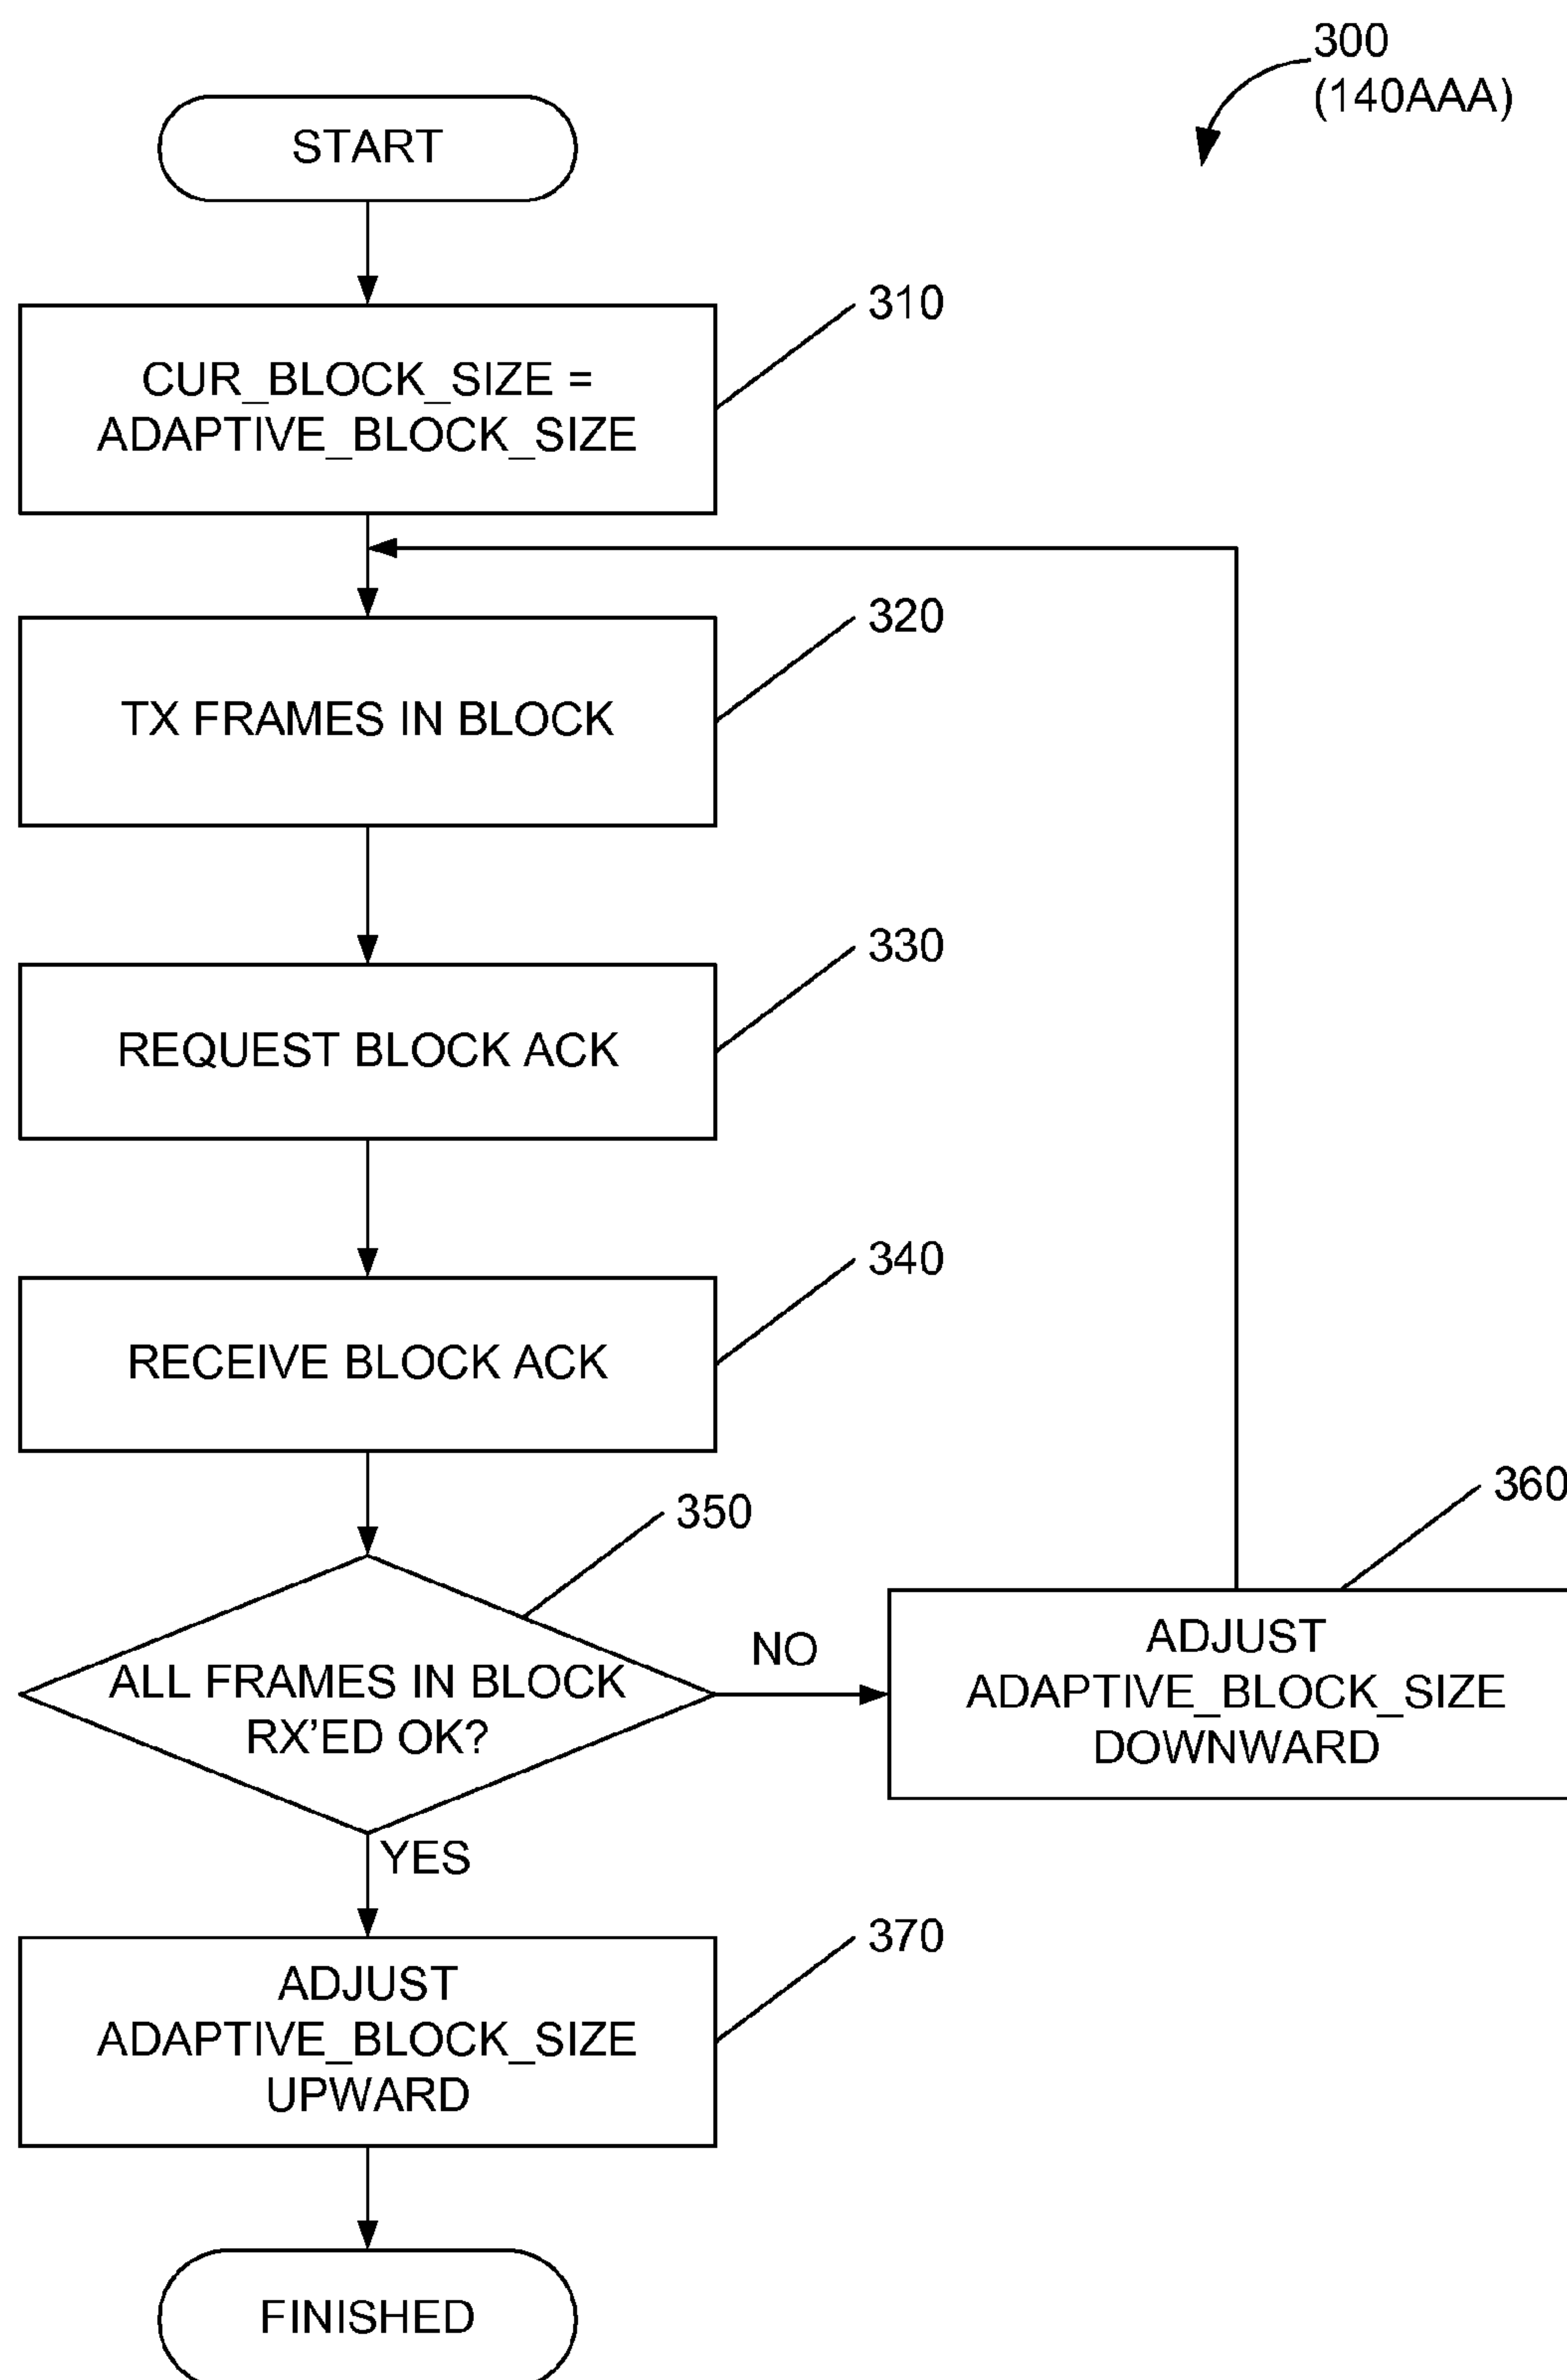 300
(140AAA)
START
310
CUR_BLOCK_SIZE =
ADAPTIVE_BLOCK_SIZE
320
TX FRAMES IN BLOCK
330
REQUEST BLOCK ACK
340
RECEIVE BLOCK ACK
350
ALL FRAMES IN BLOCK
RX'ED OK?
NO
360
ADJUST
ADAPTIVE_BLOCK_SIZE
DOWNWARD
YES
370
ADJUST
ADAPTIVE_BLOCK_SIZE
UPWARD
FINISHED